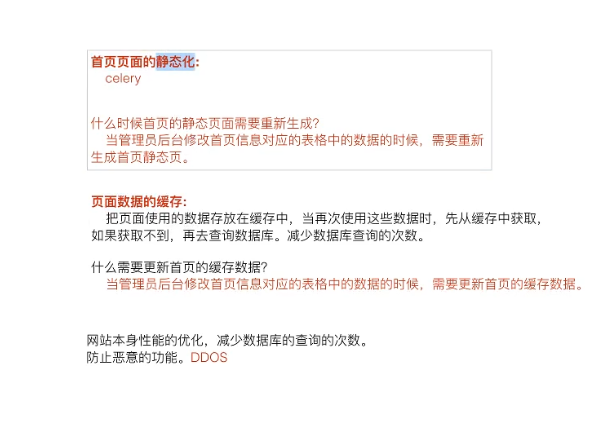 首页页面的静态化：
celery
什么时候首页的静态页面需要重新生成？
当管理员后台修改首页信息对应的表格中的数据的时候，需要重新
生成首页静态页。
页面数据的缓存：
把页面使用的数据存放在缓存中，当再次使用这些数据时，先从缓存中获取，
如果获取不到，再去查询数据库。减少数据库查询的次数。
什么需要更新首页的缓存数据？
当管理员后台修改首页信息对应的表格中的数据的时候，需要更新首页的缓存数据。
网站本身性能的优化，减少数据库的查询的次数。
防止恶意的功能。DDOS